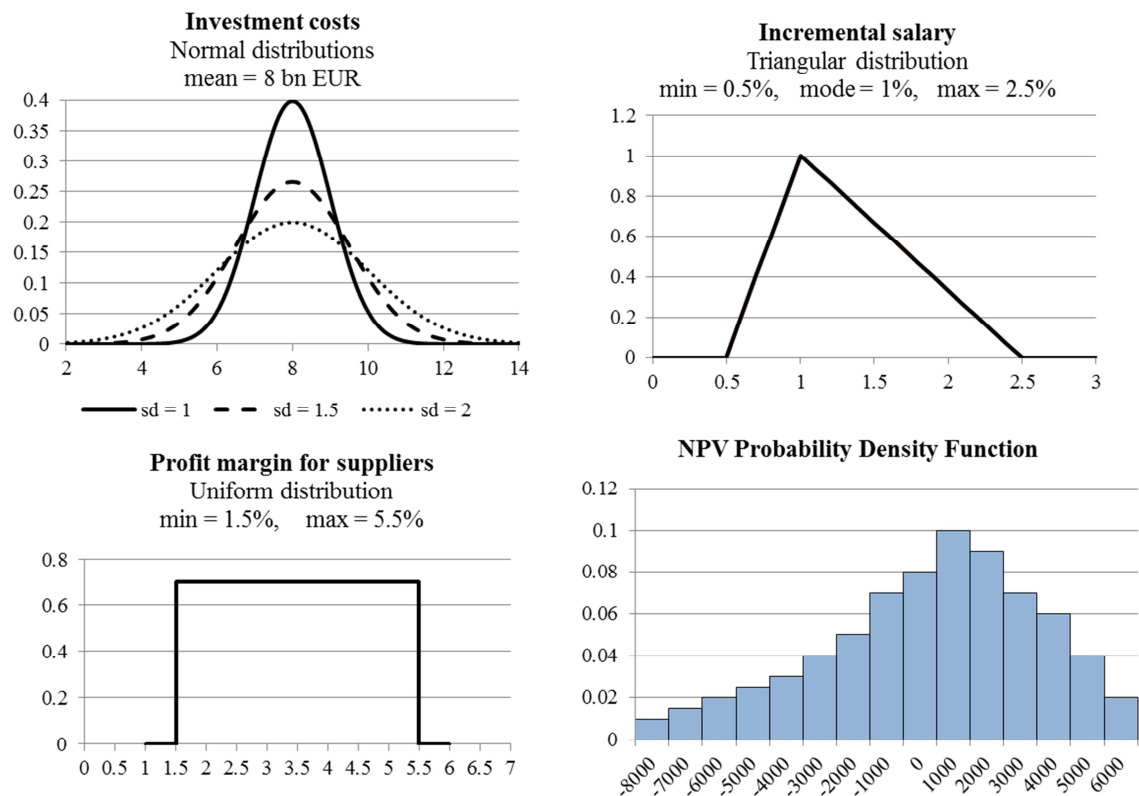 Investment costs
Normal distributions
mean = 8 bn EUR
0.4
0.35
0.3
0.25
0.2
0.15
0.1
0.05
0
2 4 6 8 10 12 14
sd = 1 sd = 1.5 sd = 2
Incremental salary
Triangular distribution
min = 0.5%, mode = 1%, max = 2.5%
1.2
1
0.8
0.6
0.4
0.2
0
0 0.5 1 1.5 2 2.5 3
Profit margin for suppliers
Uniform distribution
min = 1.5%, max = 5.5%
0.8
0.6
0.4
0.2
0
0 0.5 1 1.5 2 2.5 3 3.5 4 4.5 5 5.5 6 7
NPV Probability Density Function
0.12
0.1
0.08
0.06
0.04
0.02
0
-8000 -7000 -6000 -5000 -4000 -3000 -2000 -1000 0 1000 2000 3000 4000 5000 6000